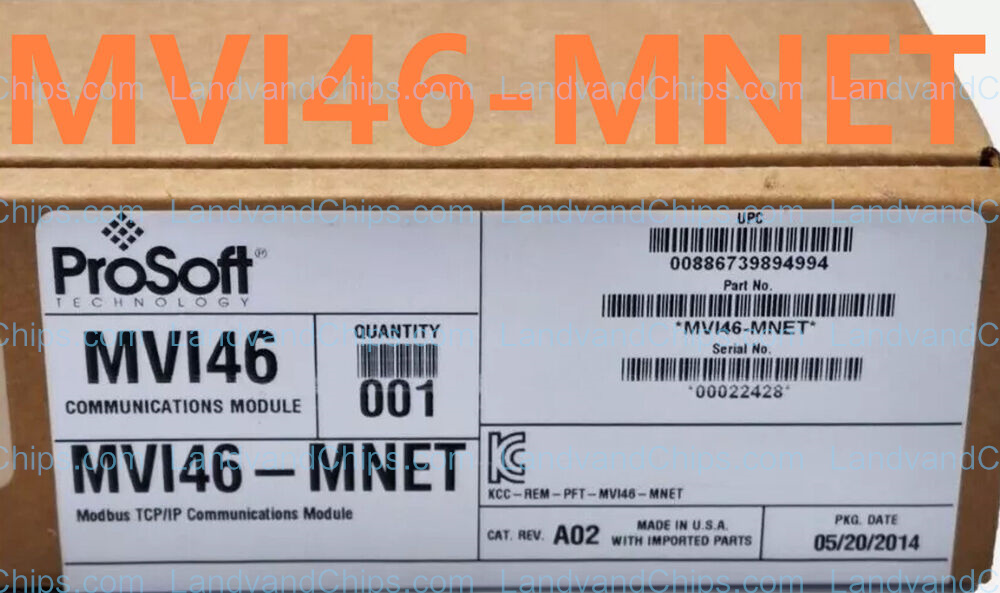 MVI46-MNET
LandvandChips.com
ProSoft®
TECHNOLOGY
MVI46
COMMUNICATIONS MODULE
QUANTITY
001
MVI46-MNET
Modbus TCP/IP Communications Module
UPC
00886739894994
Part No.
*MVI46-MNET*
Serial No.
*00022428*
KCC-REM-PFT-MVI46-MNET
CAT. REV. A02
MADE IN U.S.A.
WITH IMPORTED PARTS
PKG. DATE
05/20/2014